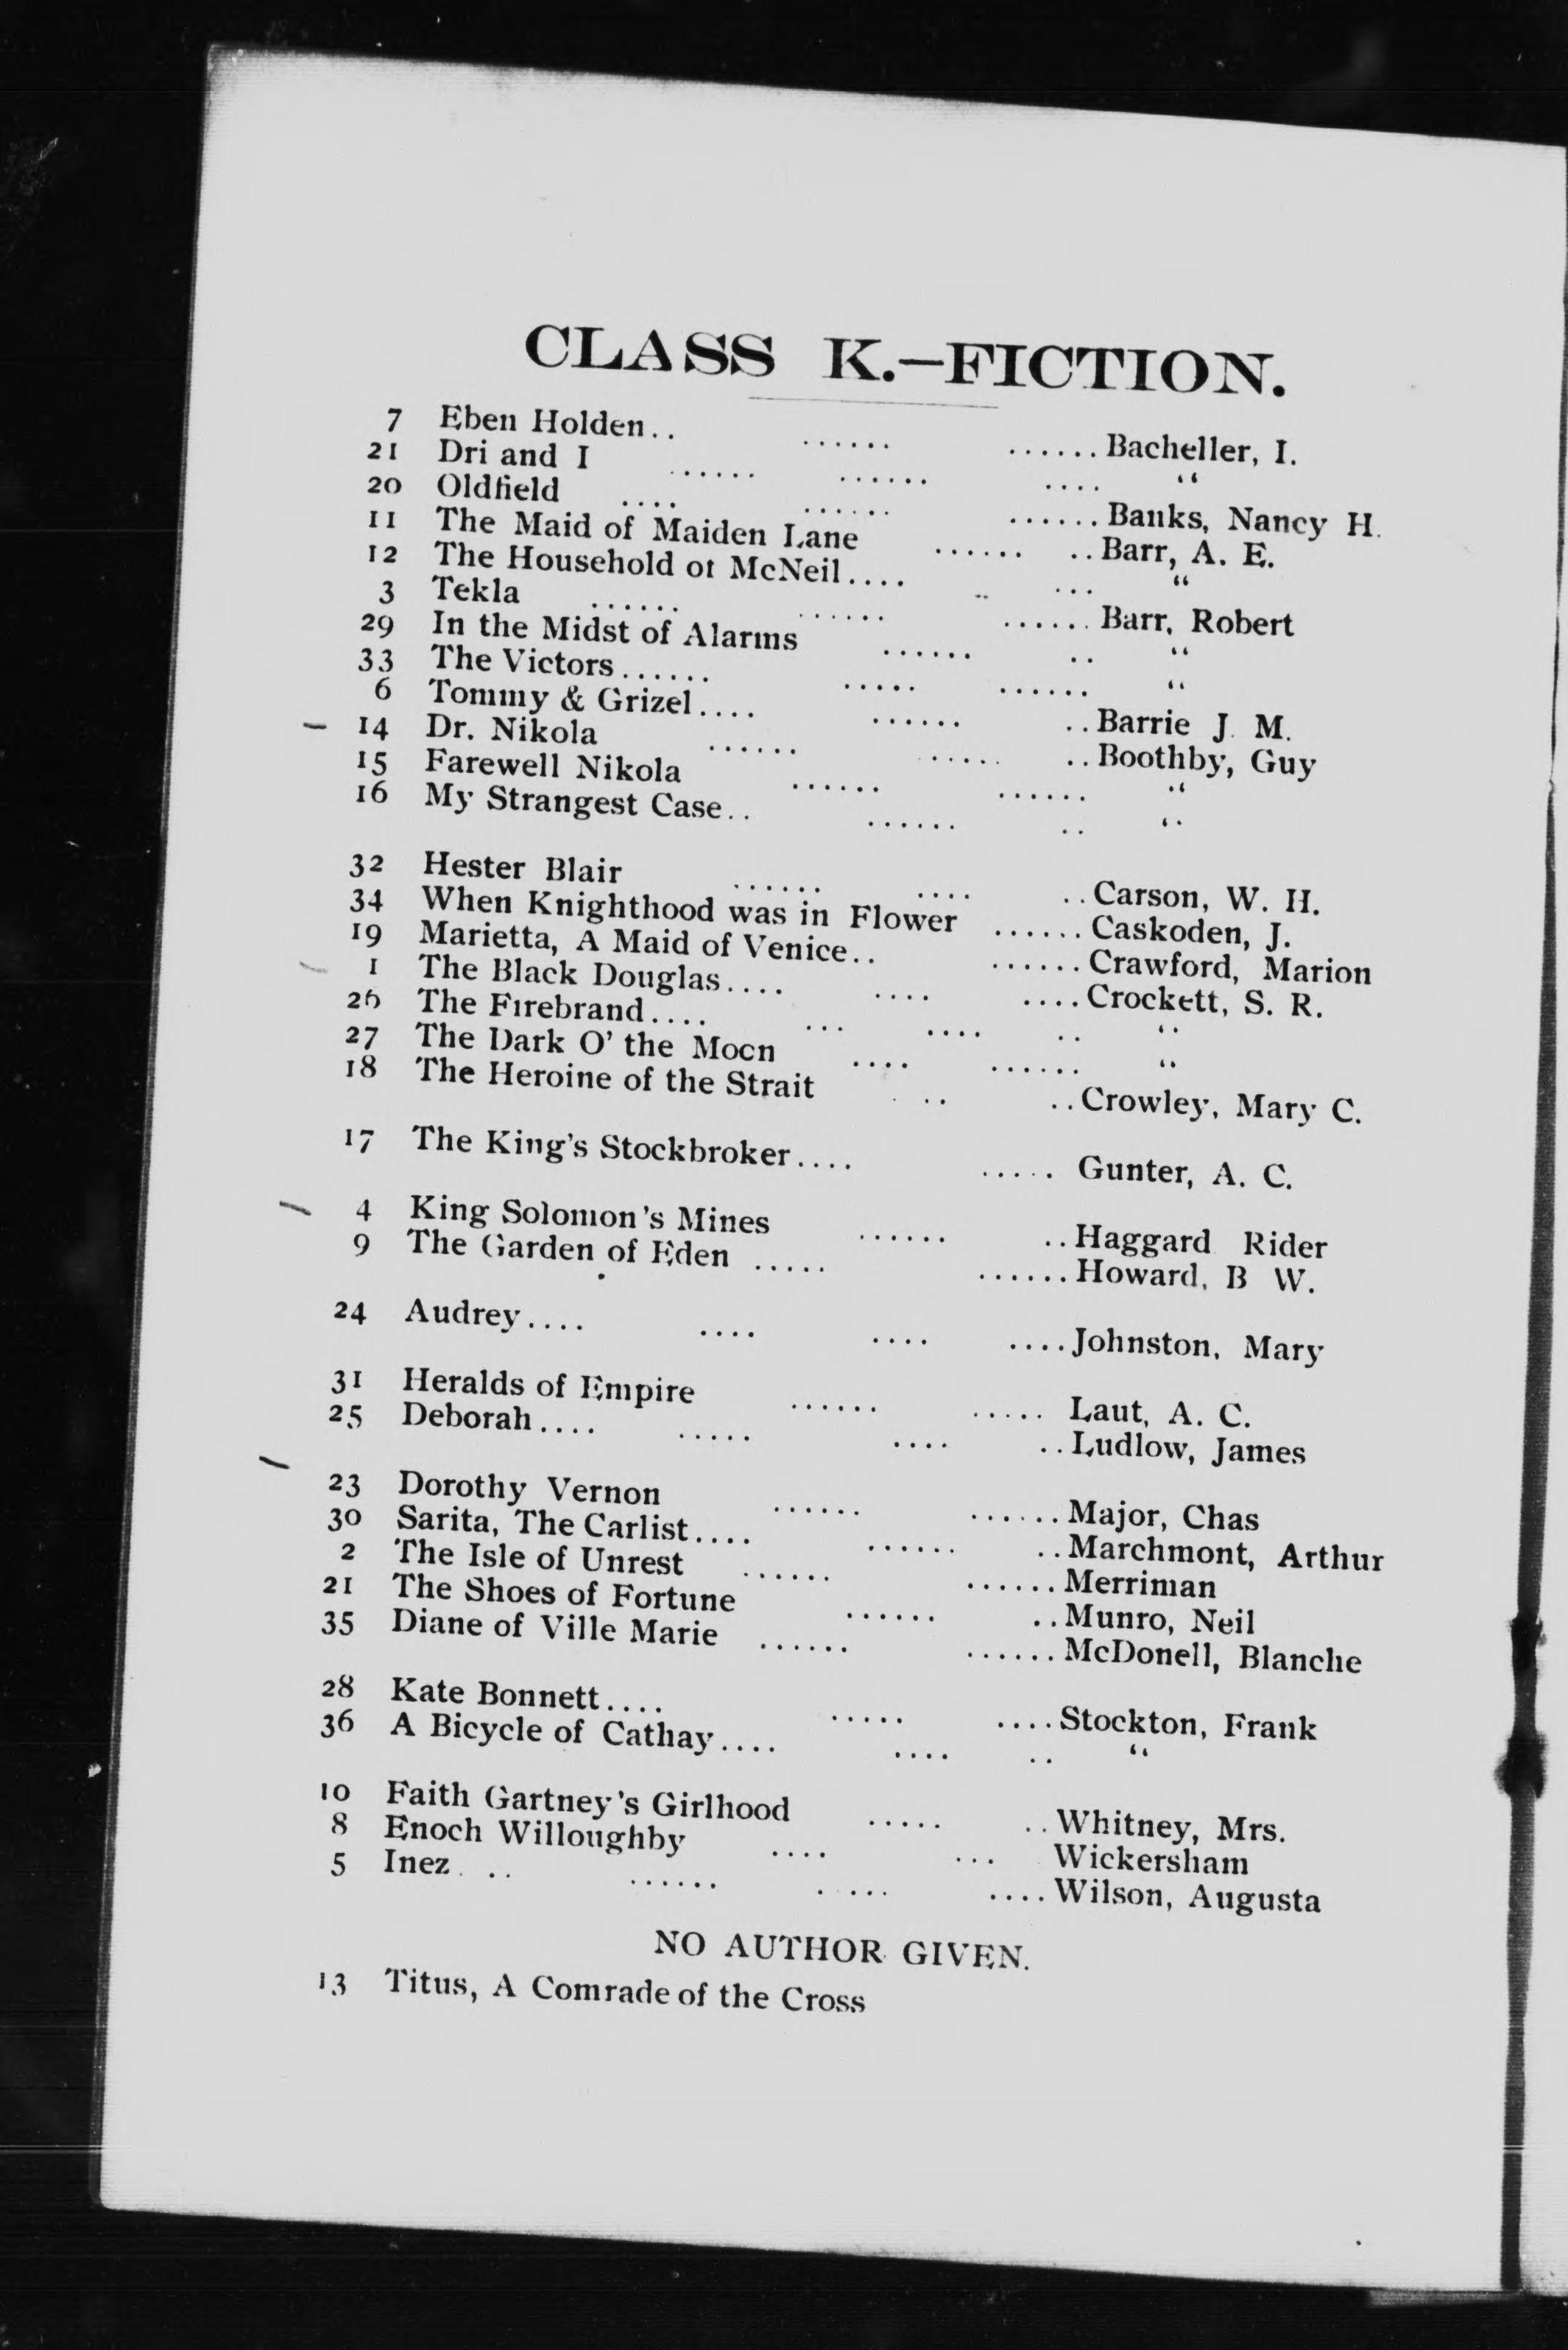 CLASS K.—FICTION.
7 Eben Holden.. ...... ...... Bacheller, I.
21 Dri and I ...... ...... .... “
20 Oldfield .... ...... ...... Banks, Nancy H.
11 The Maid of Maiden Lane ...... .. Barr, A. E.
12 The Household of McNeil.... .. ... “
3 Tekla ...... ...... ...... Barr, Robert
29 In the Midst of Alarms ...... .. “
33 The Victors...... ..... ...... “
6 Tommy & Grizel.... ...... .. Barrie J. M.
14 Dr. Nikola ...... ..... .. Boothby, Guy
15 Farewell Nikola ...... ...... “
16 My Strangest Case.. ...... .. “
32 Hester Blair ...... .... .. Carson, W. H.
34 When Knighthood was in Flower ...... Caskoden, J.
19 Marietta, A Maid of Venice.. ...... Crawford, Marion
1 The Black Douglas.... .... .... Crockett, S. R.
26 The Firebrand.... ... .... .. “
27 The Dark O’ the Mocn .... ...... “
18 The Heroine of the Strait .. .. Crowley, Mary C.
17 The King’s Stockbroker.... ..... Gunter, A. C.
4 King Solomon’s Mines ...... .. Haggard Rider
9 The Garden of Eden ..... ...... Howard, B W.
24 Audrey.... .... .... .... Johnston, Mary
31 Heralds of Empire ...... ..... Laut, A. C.
25 Deborah.... ..... .... .. Ludlow, James
23 Dorothy Vernon ...... ...... Major, Chas
30 Sarita, The Carlist.... ...... .. Marchmont, Arthur
2 The Isle of Unrest ...... ...... Merriman
21 The Shoes of Fortune ...... .. Munro, Neil
35 Diane of Ville Marie ...... ...... McDonell, Blanche
28 Kate Bonnett.... ..... .... Stockton, Frank
36 A Bicycle of Cathay.... .... .. “
10 Faith Gartney’s Girlhood ..... .. Whitney, Mrs.
8 Enoch Willoughby .... ... Wickersham
5 Inez . .. ...... ..... .... Wilson, Augusta
NO AUTHOR GIVEN.
13 Titus, A Comrade of the Cross